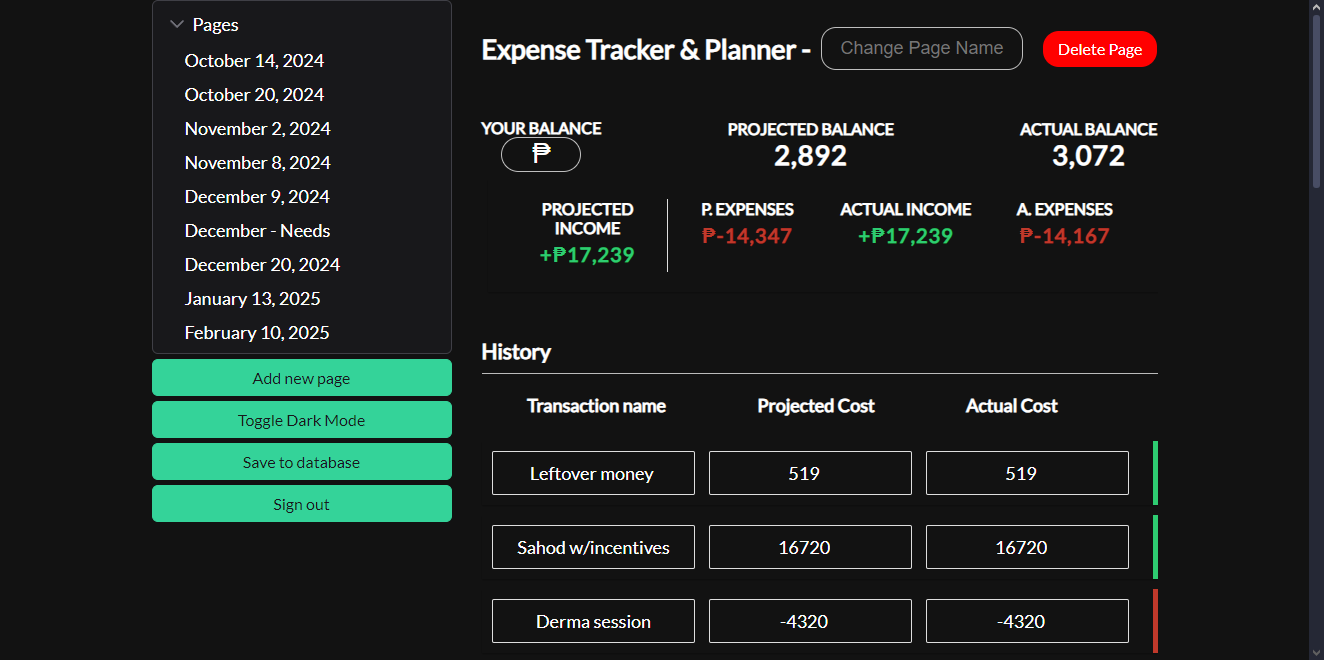 Pages
October 14, 2024
October 20, 2024
November 2, 2024
November 8, 2024
December 9, 2024
December - Needs
December 20, 2024
January 13, 2025
February 10, 2025
Add new page
Toggle Dark Mode
Save to database
Sign out
Expense Tracker & Planner - Change Page Name Delete Page
YOUR BALANCE PROJECTED BALANCE ACTUAL BALANCE
₱ 2,892 3,072
PROJECTED INCOME P. EXPENSES ACTUAL INCOME A. EXPENSES
+₱17,239 ₱-14,347 +₱17,239 ₱-14,167
History
Transaction name Projected Cost Actual Cost
Leftover money 519 519
Sahod w/incentives 16720 16720
Derma session -4320 -4320